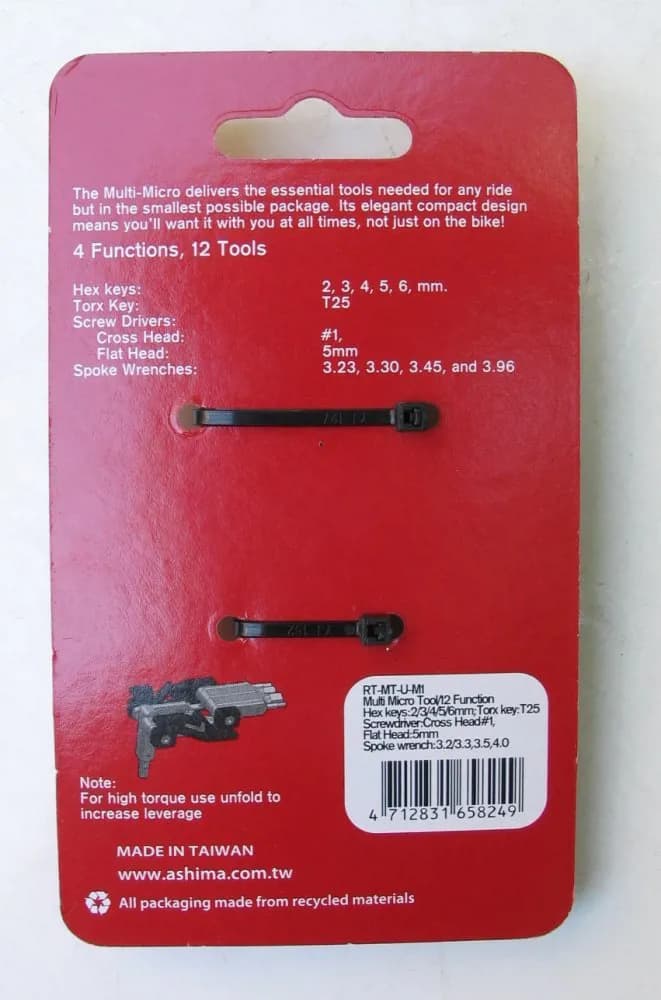 The Multi-Micro delivers the essential tools needed for any ride
but in the smallest possible package. Its elegant compact design
means you'll want it with you at all times, not just on the bike!
4 Functions, 12 Tools
Hex keys: 2, 3, 4, 5, 6, mm.
Torx Key: T25
Screw Drivers:
Cross Head: #1,
Flat Head: 5mm
Spoke Wrenches: 3.23, 3.30, 3.45, and 3.96
RT-MT-U-M1
Multi Micro Tool/12 Function
Hex keys:2/3/4/5/6mm; Torx key:T25
Screwdriver:Cross Head#1,
Flat Head:5mm
Spoke wrench:3.2/3.3,3.5,4.0
4 712831 658249
Note:
For high torque use unfold to
increase leverage
MADE IN TAIWAN
www.ashima.com.tw
All packaging made from recycled materials